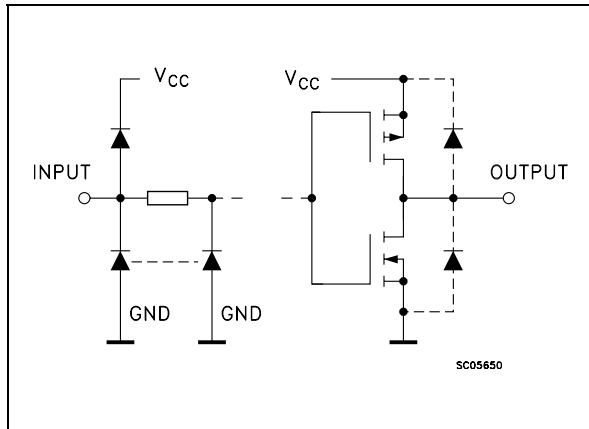 VCC
VCC
INPUT
OUTPUT
GND
GND
SC05650